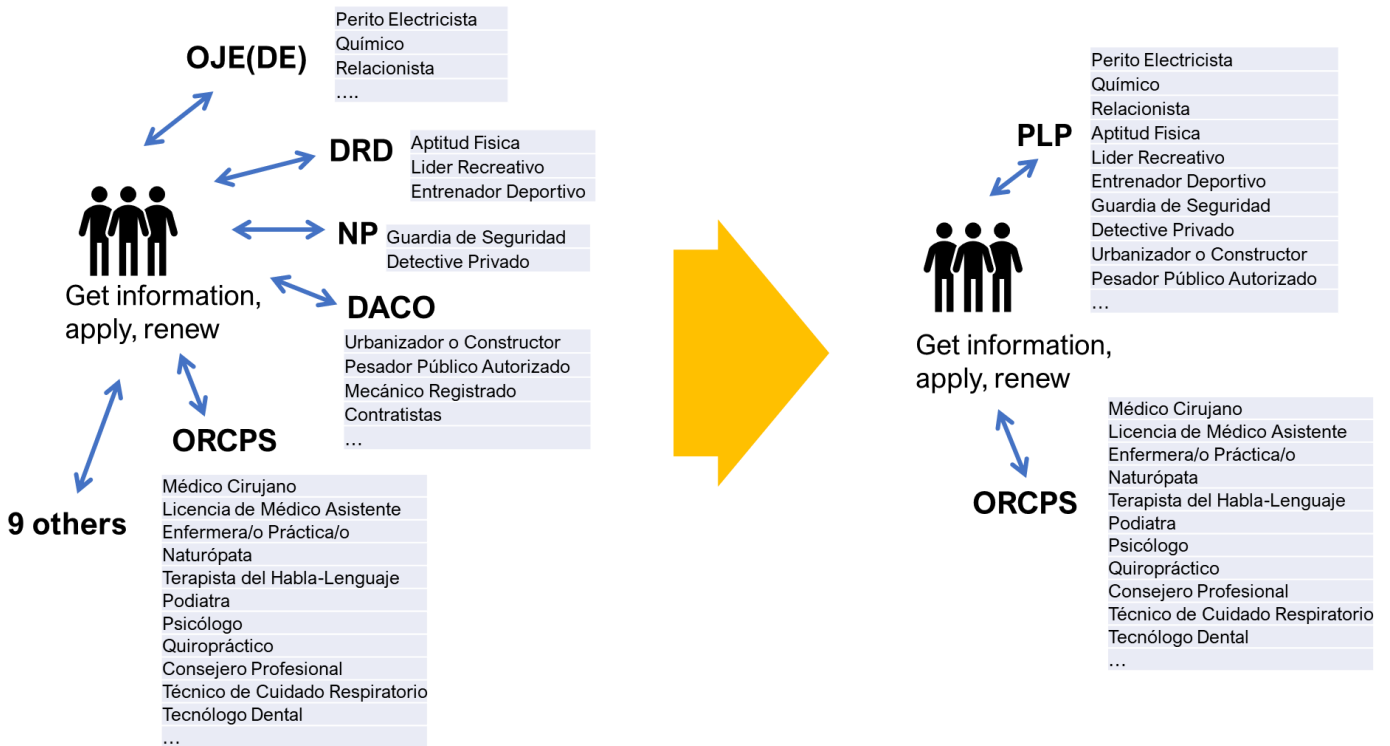 OJE(DE)
Perito Electricista
Químico
Relacionista
….
DRD
Aptitud Fisica
Lider Recreativo
Entrenador Deportivo
NP
Guardia de Seguridad
Detective Privado
Get information,
apply, renew
DACO
Urbanizador o Constructor
Pesador Público Autorizado
Mecánico Registrado
Contratistas
…
ORCPS
Médico Cirujano
Licencia de Médico Asistente
Enfermera/o Práctica/o
Naturópata
Terapista del Habla-Lenguaje
Podiatra
Psicólogo
Quiropráctico
Consejero Profesional
Técnico de Cuidado Respiratorio
Tecnólogo Dental
…
9 others
PLP
Perito Electricista
Químico
Relacionista
Aptitud Fisica
Lider Recreativo
Entrenador Deportivo
Guardia de Seguridad
Detective Privado
Urbanizador o Constructor
Pesador Público Autorizado
…
Get information,
apply, renew
ORCPS
Médico Cirujano
Licencia de Médico Asistente
Enfermera/o Práctica/o
Naturópata
Terapista del Habla-Lenguaje
Podiatra
Psicólogo
Quiropráctico
Consejero Profesional
Técnico de Cuidado Respiratorio
Tecnólogo Dental
…